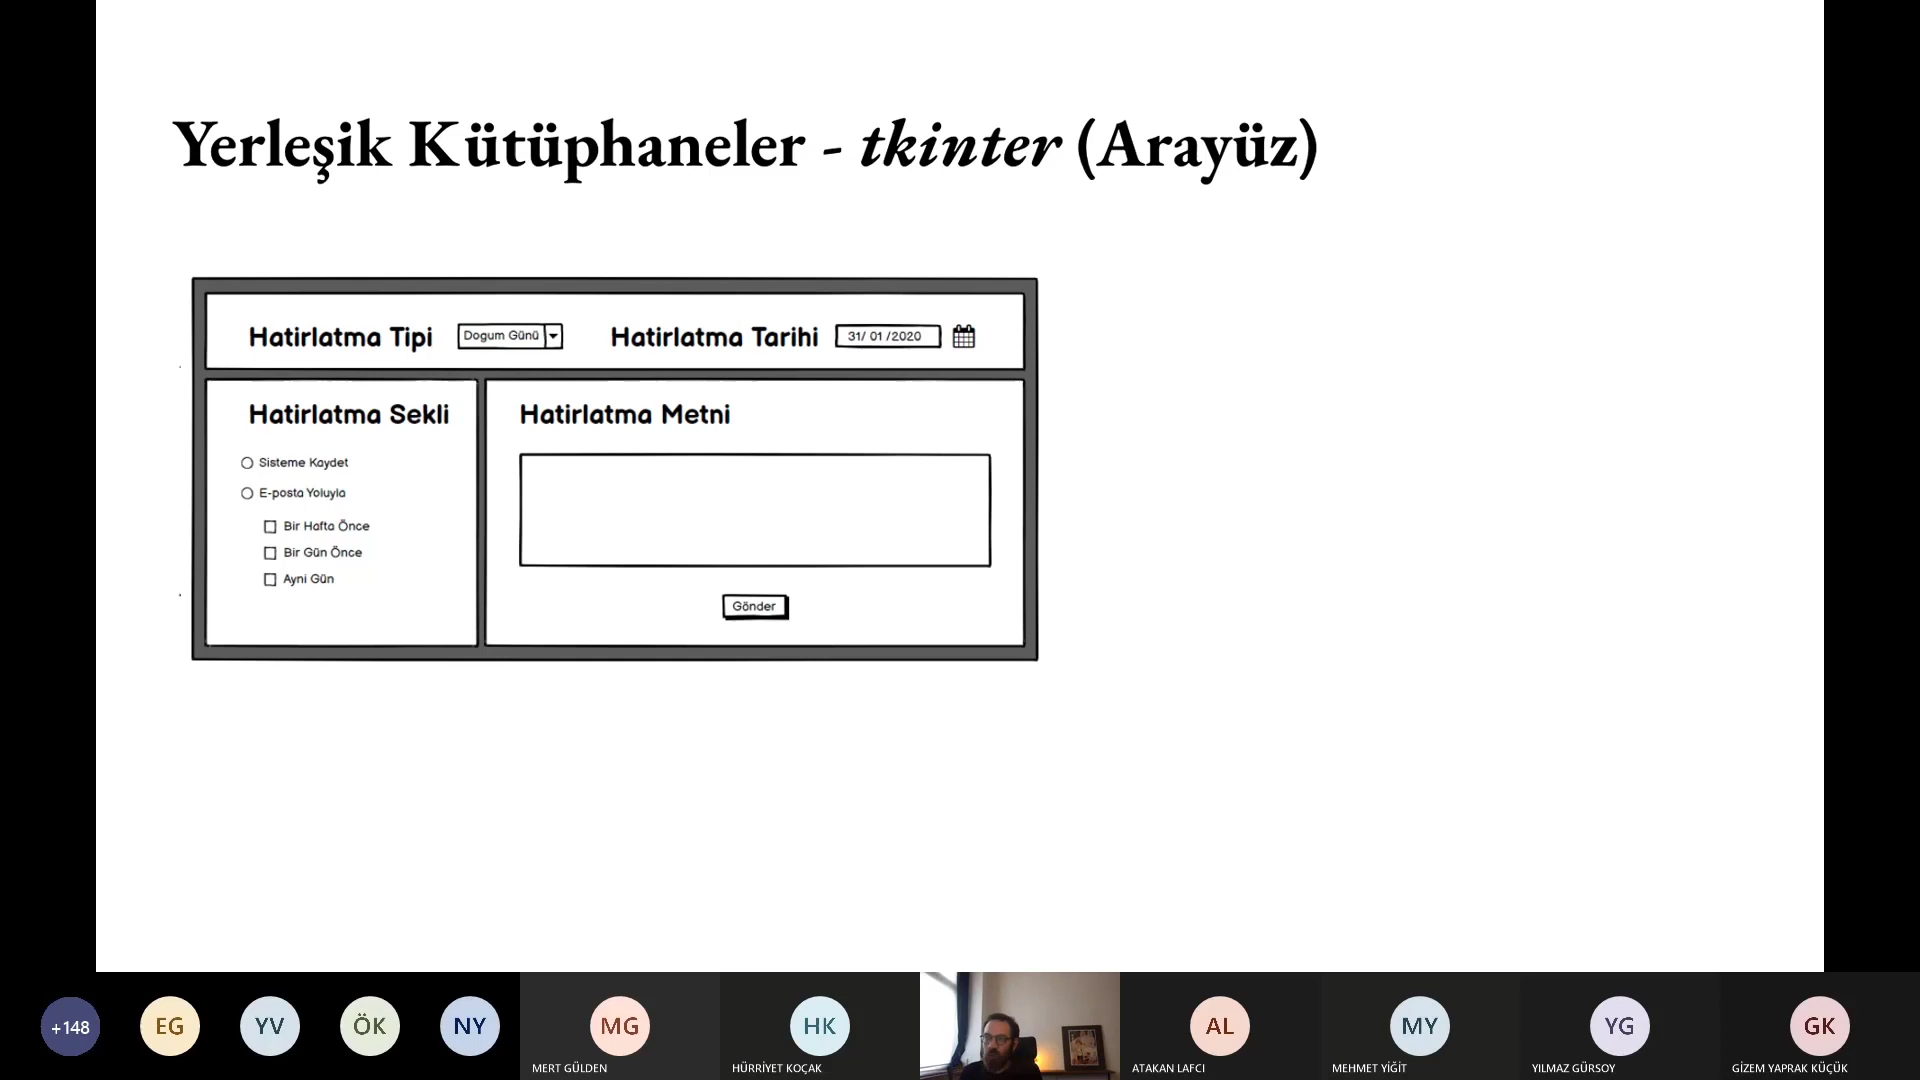 Yerleşik Kütüphaneler - tkinter (Arayüz)
Hatirlatma Tipi
Dogum Günü
Hatirlatma Tarihi
31/ 01 /2020
Hatirlatma Sekli
Sisteme Kaydet
E-posta Yoluyla
Bir Hafta Önce
Bir Gün Önce
Ayni Gün
Hatirlatma Metni
Gönder
+148
EG
YV
ÖK
NY
MG
MERT GÜLDEN
HK
HÜRRİYET KOÇAK
AL
ATAKAN LAFCI
MY
MEHMET YİĞİT
YG
YILMAZ GÜRSOY
GK
GİZEM YAPRAK KÜÇÜK